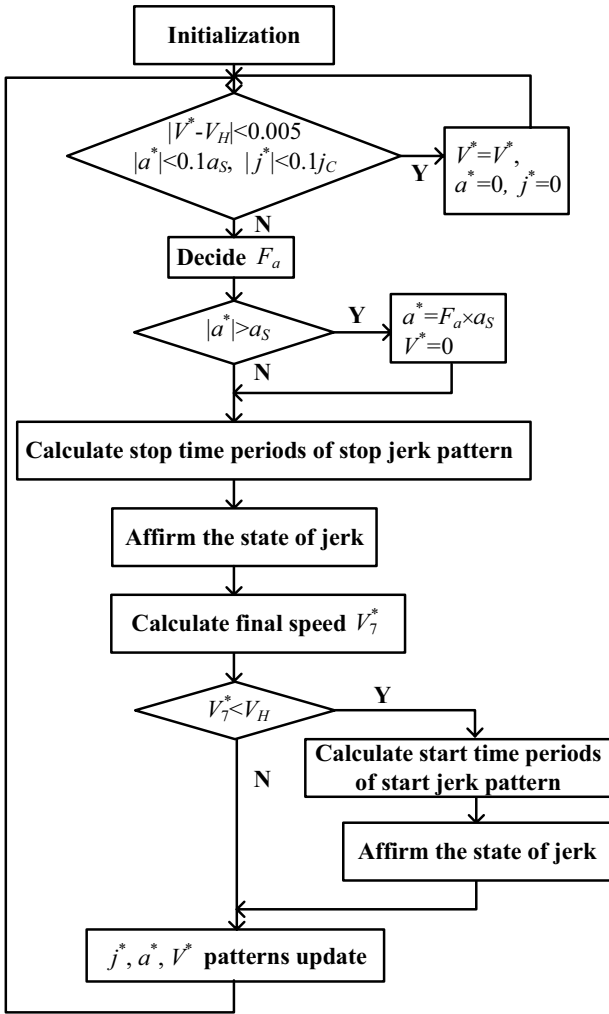 Initialization
|V*-V_H|<0.005
|a*|<0.1a_S, |j*|<0.1j_C
Y
V*=V*,
a*=0, j*=0
N
Decide F_a
|a*|>a_S
Y
a*=F_a×a_S
V*=0
N
Calculate stop time periods of stop jerk pattern
Affirm the state of jerk
Calculate final speed V_7^*
V_7^*<V_H
Y
Calculate start time periods
of start jerk pattern
N
Affirm the state of jerk
j*, a*, V* patterns update